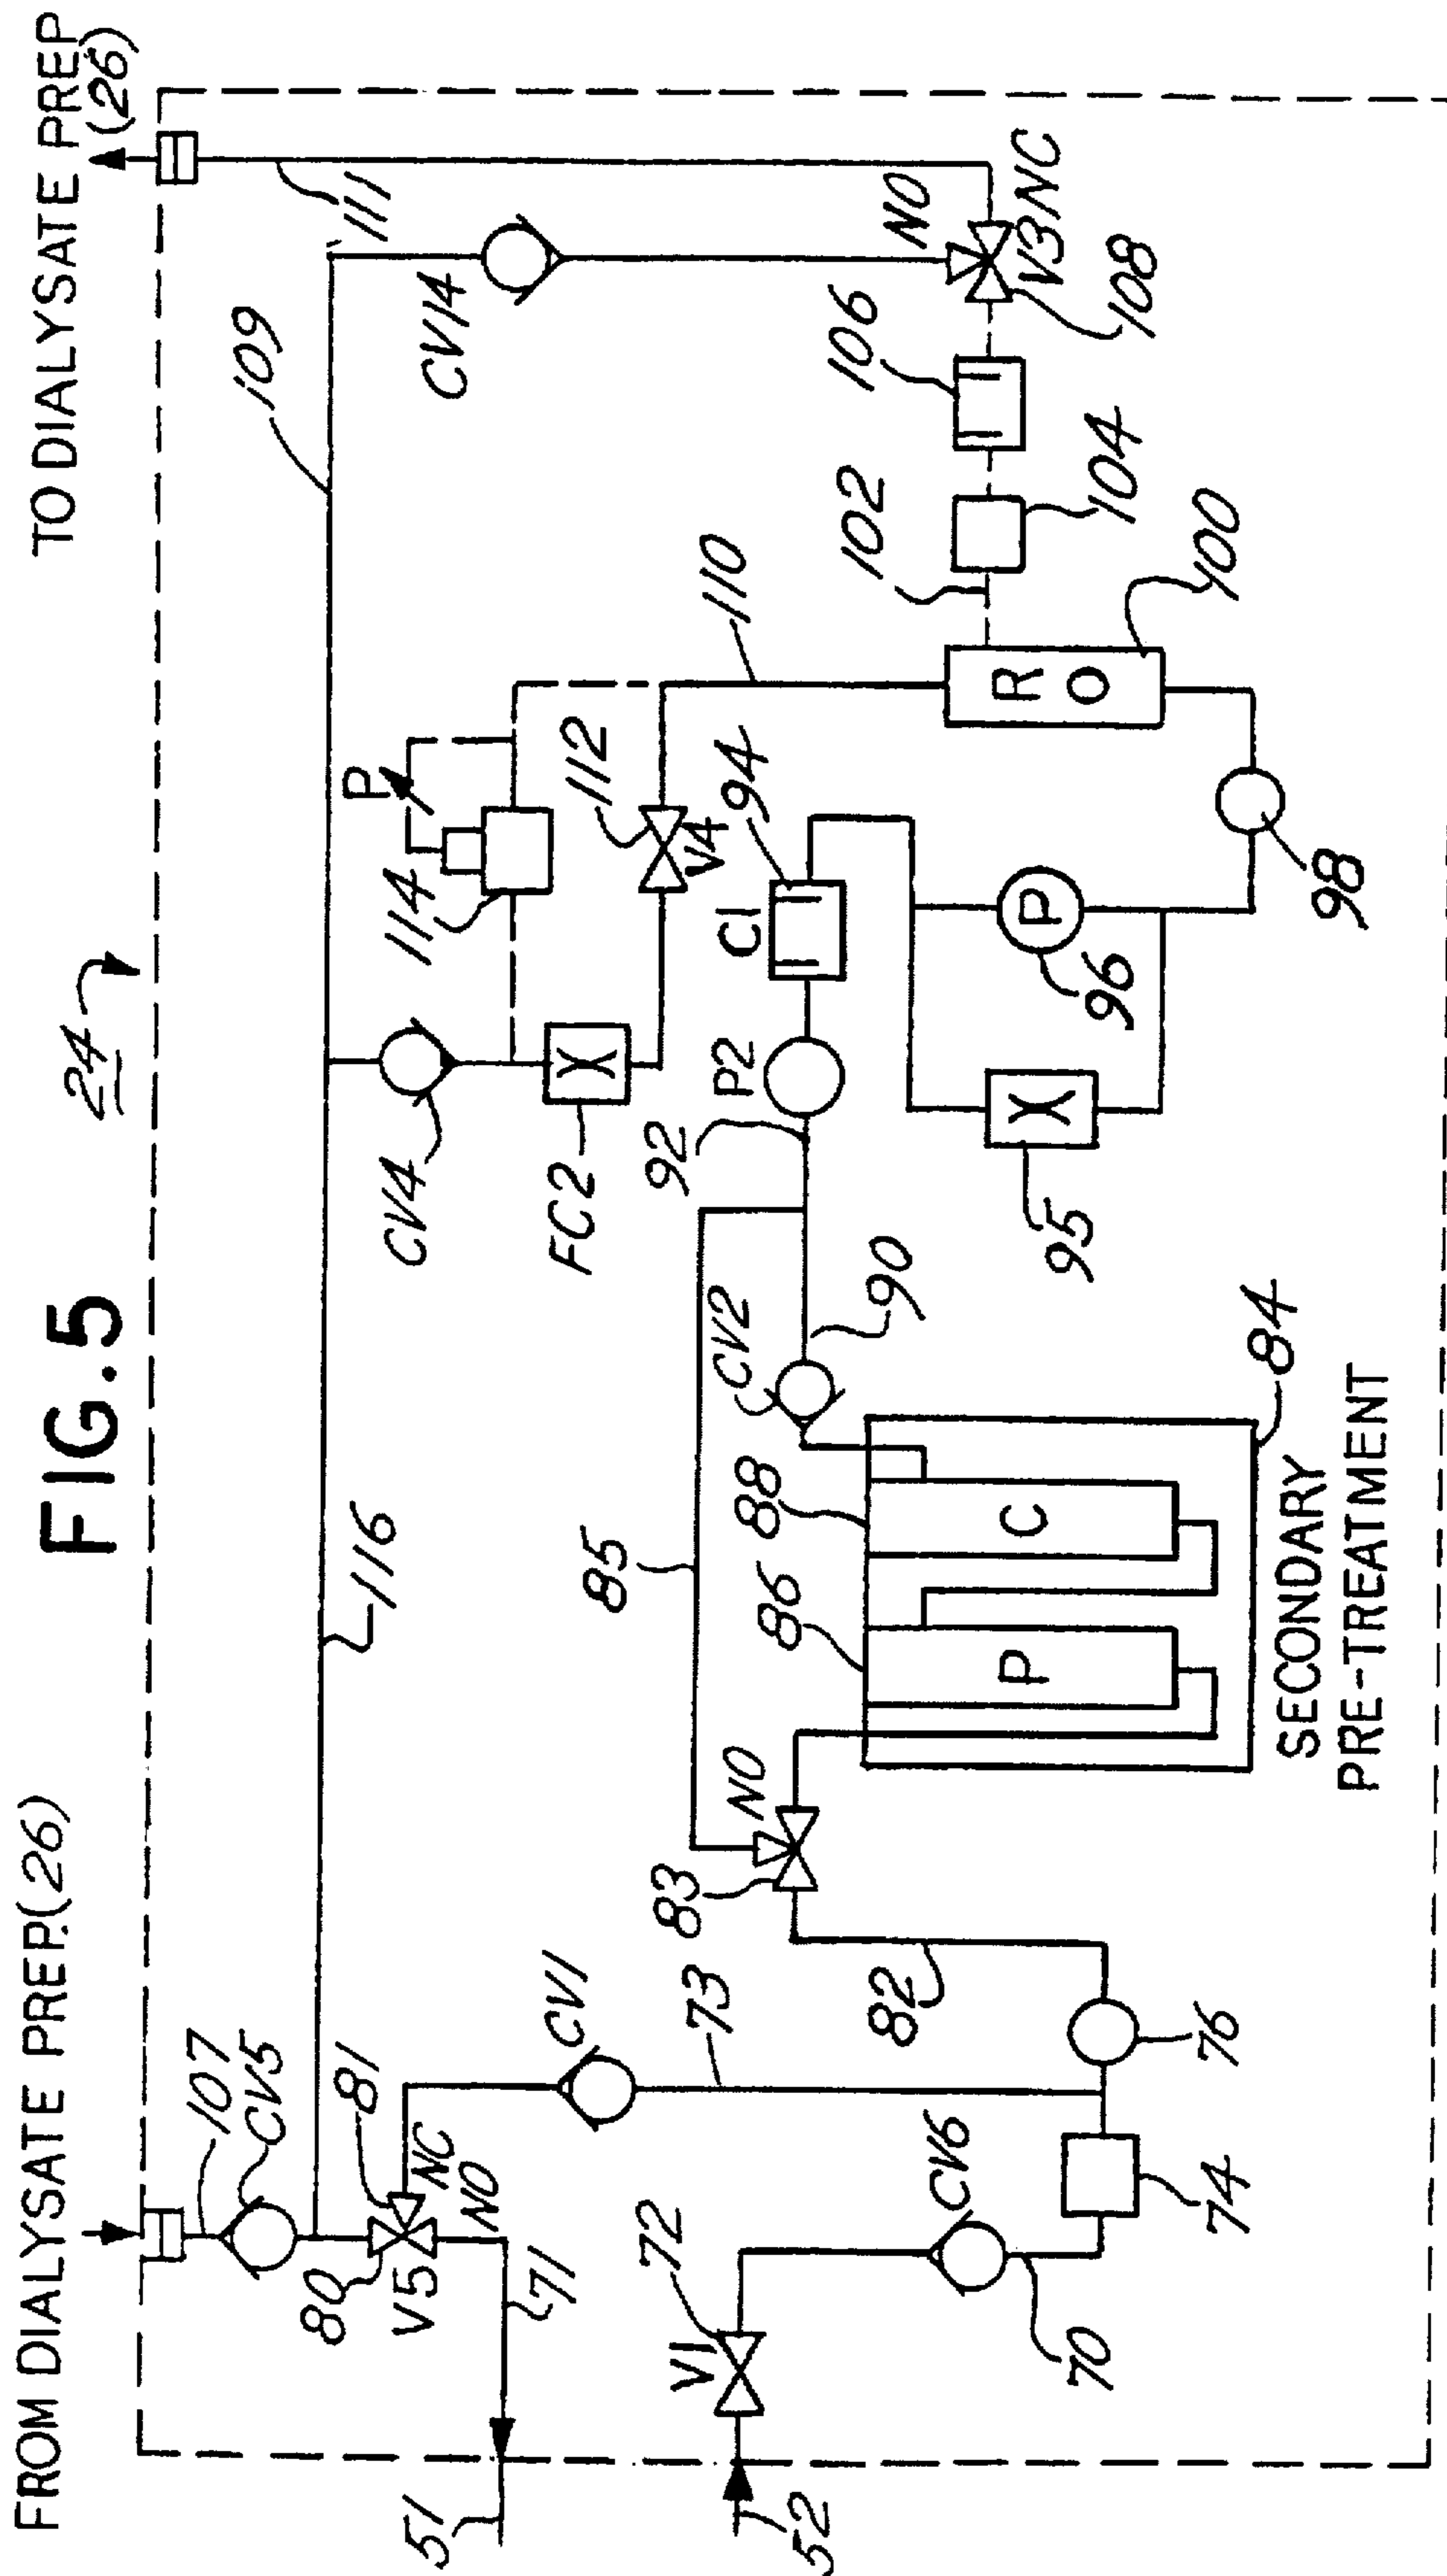 FIG.5
FROM DIALYSATE PREP.(26)
TO DIALYSATE PREP
(26)
24
107
CV5
81
80
V5
NC
NO
71
51
116
109
111
CV14
NO
V3
NC
108
106
104
102
100
R
O
110
P
114
112
V4
CV4
FC2
C1
94
P2
92
P
96
95
98
CV2
90
85
88
86
C
P
84
SECONDARY
PRE-TREATMENT
NO
83
82
CV1
73
76
CV6
74
72
V1
70
52